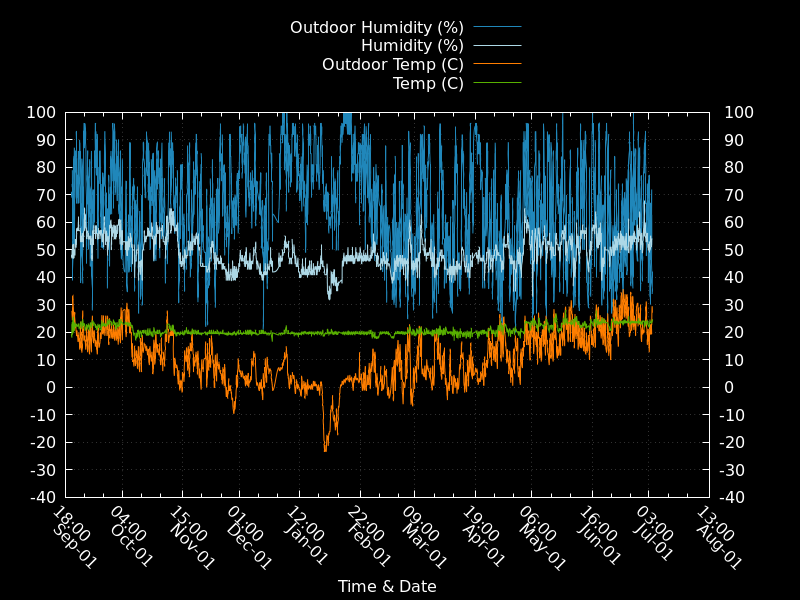 Outdoor Humidity (%)
Humidity (%)
Outdoor Temp (C)
Temp (C)
100 100
90 90
80 80
70 70
60 60
50 50
40 40
30 30
20 20
10 10
0 0
-10 -10
-20 -20
-30 -30
-40 -40
18:00
Sep-01
04:00
Oct-01
15:00
Nov-01
01:00
Dec-01
12:00
Jan-01
22:00
Feb-01
09:00
Mar-01
19:00
Apr-01
06:00
May-01
16:00
Jun-01
03:00
Jul-01
13:00
Aug-01
Time & Date